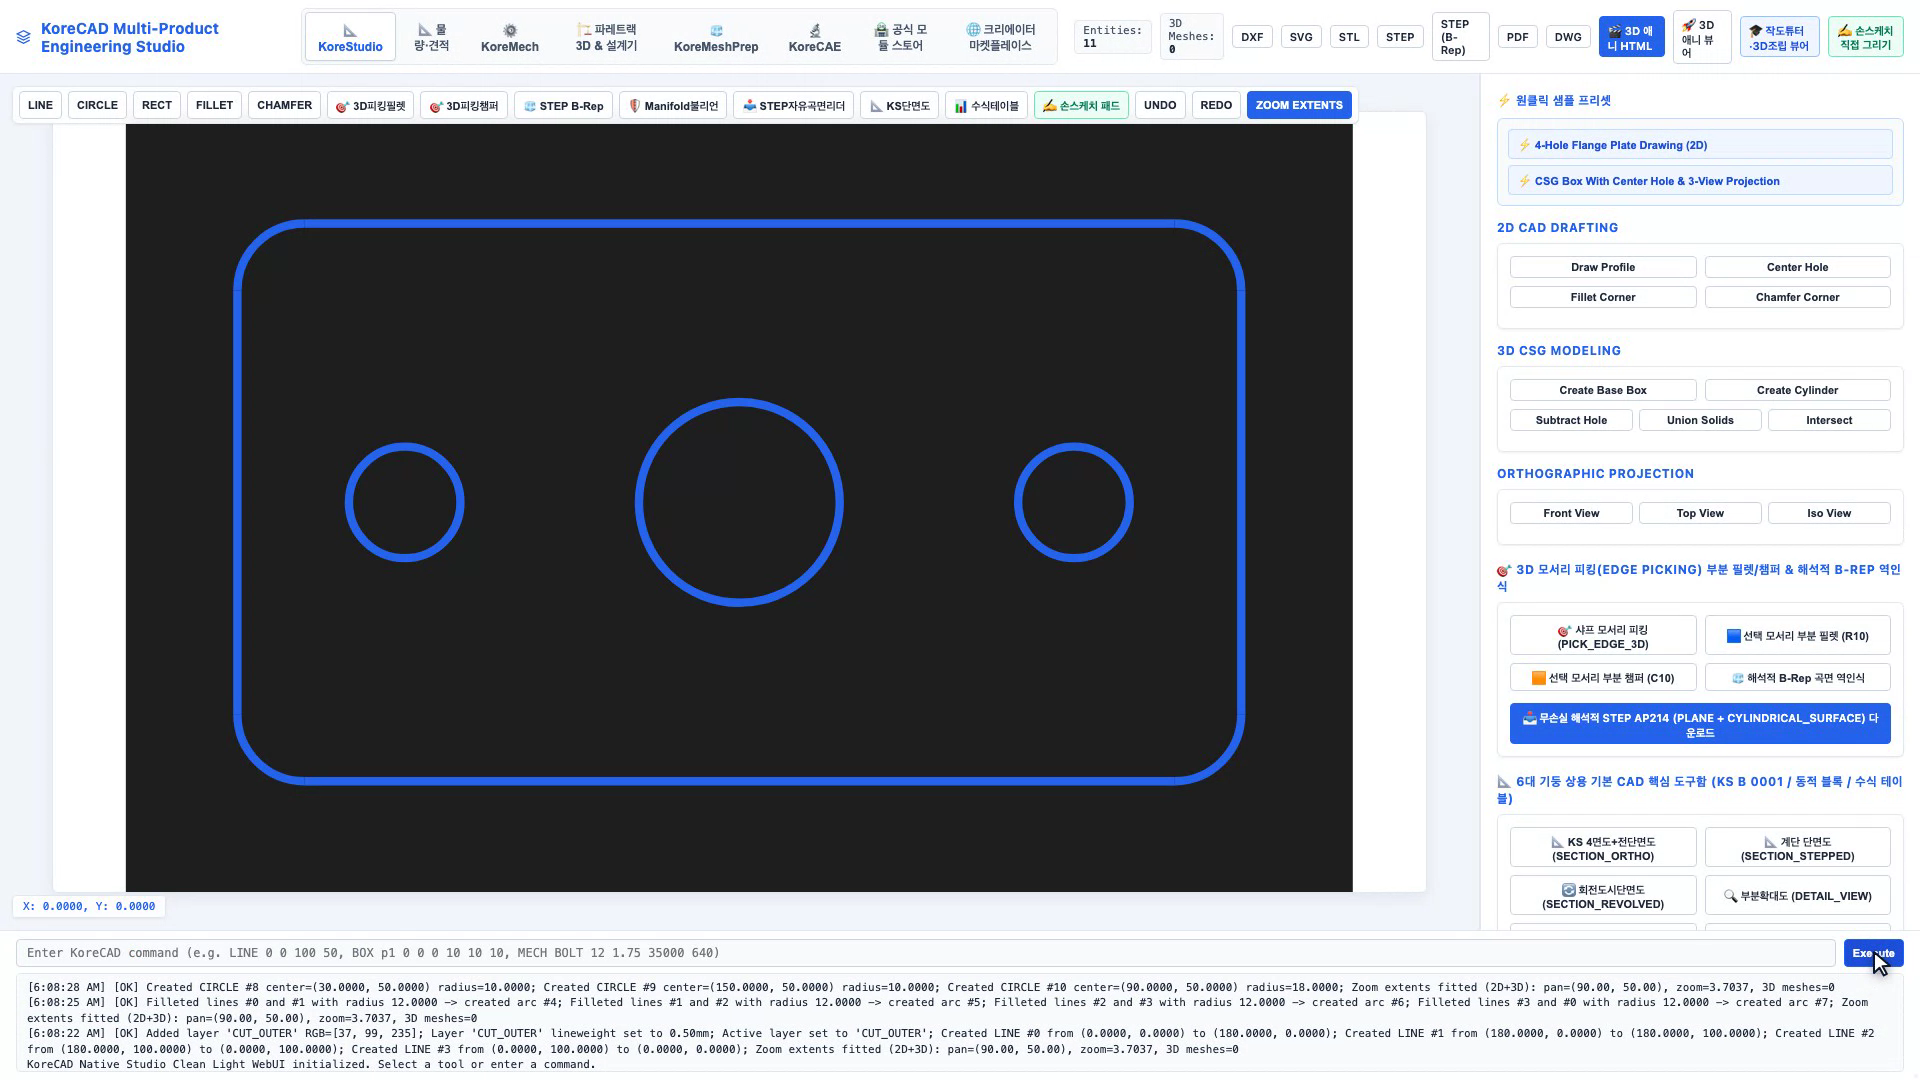 KoreCAD Multi-Product
Engineering Studio
📐 KoreStudio
📐 물
량·견적
⚙️ KoreMech
🏗️ 파레트랙
3D & 설계기
🧊 KoreMeshPrep
🔬 KoreCAE
🏪 공식 모
듈 스토어
🌐 크리에이터
마켓플레이스
Entities:
11
3D
Meshes:
0
DXF
SVG
STL
STEP
STEP
(B-
Rep)
PDF
DWG
🎬 3D 애
니 HTML
🚀 3D
애니 뷰
어
🎓 작도튜터
·3D조립 뷰어
✍️ 손스케치
직접 그리기
LINE
CIRCLE
RECT
FILLET
CHAMFER
🎯 3D피킹필렛
🎯 3D피킹챔퍼
🧊 STEP B-Rep
🛡️ Manifold불리언
📥 STEP자유곡면리더
📐 KS단면도
📊 수식테이블
✍️ 손스케치 패드
UNDO
REDO
ZOOM EXTENTS
⚡ 원클릭 샘플 프리셋
⚡ 4-Hole Flange Plate Drawing (2D)
⚡ CSG Box With Center Hole & 3-View Projection
2D CAD DRAFTING
Draw Profile
Center Hole
Fillet Corner
Chamfer Corner
3D CSG MODELING
Create Base Box
Create Cylinder
Subtract Hole
Union Solids
Intersect
ORTHOGRAPHIC PROJECTION
Front View
Top View
Iso View
🎯 3D 모서리 피킹(EDGE PICKING) 부분 필렛/챔퍼 & 해석적 B-REP 역인
식
🎯 샤프 모서리 피킹
(PICK_EDGE_3D)
🟦 선택 모서리 부분 필렛 (R10)
🟧 선택 모서리 부분 챔퍼 (C10)
🧊 해석적 B-Rep 곡면 역인식
📥 무손실 해석적 STEP AP214 (PLANE + CYLINDRICAL_SURFACE) 다
운로드
📐 6대 기둥 상용 기본 CAD 핵심 도구함 (KS B 0001 / 동적 블록 / 수식 테이
블)
📐 KS 4면도+전단면도
(SECTION_ORTHO)
📐 계단 단면도
(SECTION_STEPPED)
🔄 회전도시단면도
(SECTION_REVOLVED)
🔍 부분확대도 (DETAIL_VIEW)
X: 0.0000, Y: 0.0000
Enter KoreCAD command (e.g. LINE 0 0 100 50, BOX p1 0 0 0 10 10 10, MECH BOLT 12 1.75 35000 640)
Execute
[6:08:28 AM] [OK] Created CIRCLE #8 center=(30.0000, 50.0000) radius=10.0000; Created CIRCLE #9 center=(150.0000, 50.0000) radius=10.0000; Created CIRCLE #10 center=(90.0000, 50.0000) radius=18.0000; Zoom extents fitted (2D+3D): pan=(90.00, 50.00), zoom=3.7037, 3D meshes=0
[6:08:25 AM] [OK] Filleted lines #0 and #1 with radius 12.0000 -> created arc #4; Filleted lines #1 and #2 with radius 12.0000 -> created arc #5; Filleted lines #2 and #3 with radius 12.0000 -> created arc #6; Filleted lines #3 and #0 with radius 12.0000 -> created arc #7; Zoom
extents fitted (2D+3D): pan=(90.00, 50.00), zoom=3.7037, 3D meshes=0
[6:08:22 AM] [OK] Added layer 'CUT_OUTER' RGB=[37, 99, 235]; Layer 'CUT_OUTER' lineweight set to 0.50mm; Active layer set to 'CUT_OUTER'; Created LINE #0 from (0.0000, 0.0000) to (180.0000, 0.0000); Created LINE #1 from (180.0000, 0.0000) to (180.0000, 100.0000); Created LINE #2
from (180.0000, 100.0000) to (0.0000, 100.0000); Created LINE #3 from (0.0000, 100.0000) to (0.0000, 0.0000); Zoom extents fitted (2D+3D): pan=(90.00, 50.00), zoom=3.7037, 3D meshes=0
KoreCAD Native Studio Clean Light WebUI initialized. Select a tool or enter a command.